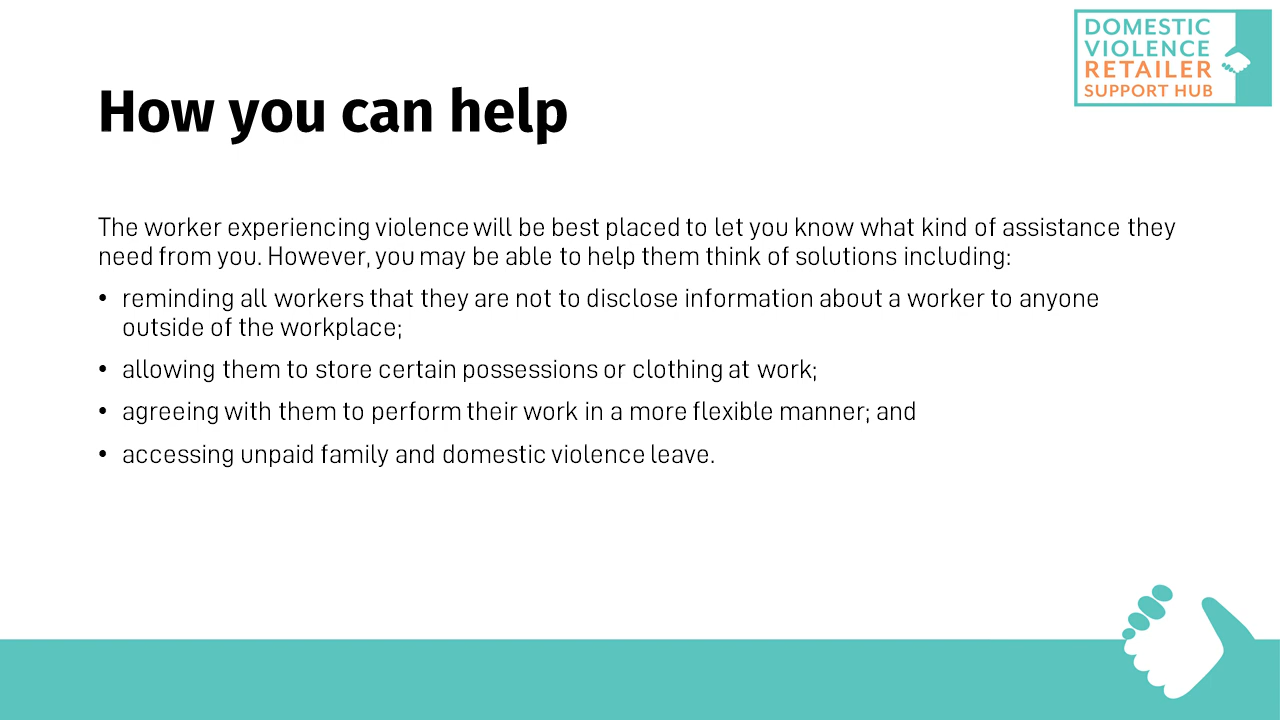 DOMESTIC
VIOLENCE
RETAILER
SUPPORT HUB
How you can help
The worker experiencing violence will be best placed to let you know what kind of assistance they
need from you. However, you may be able to help them think of solutions including:
• reminding all workers that they are not to disclose information about a worker to anyone
outside of the workplace;
• allowing them to store certain possessions or clothing at work;
• agreeing with them to perform their work in a more flexible manner; and
• accessing unpaid family and domestic violence leave.